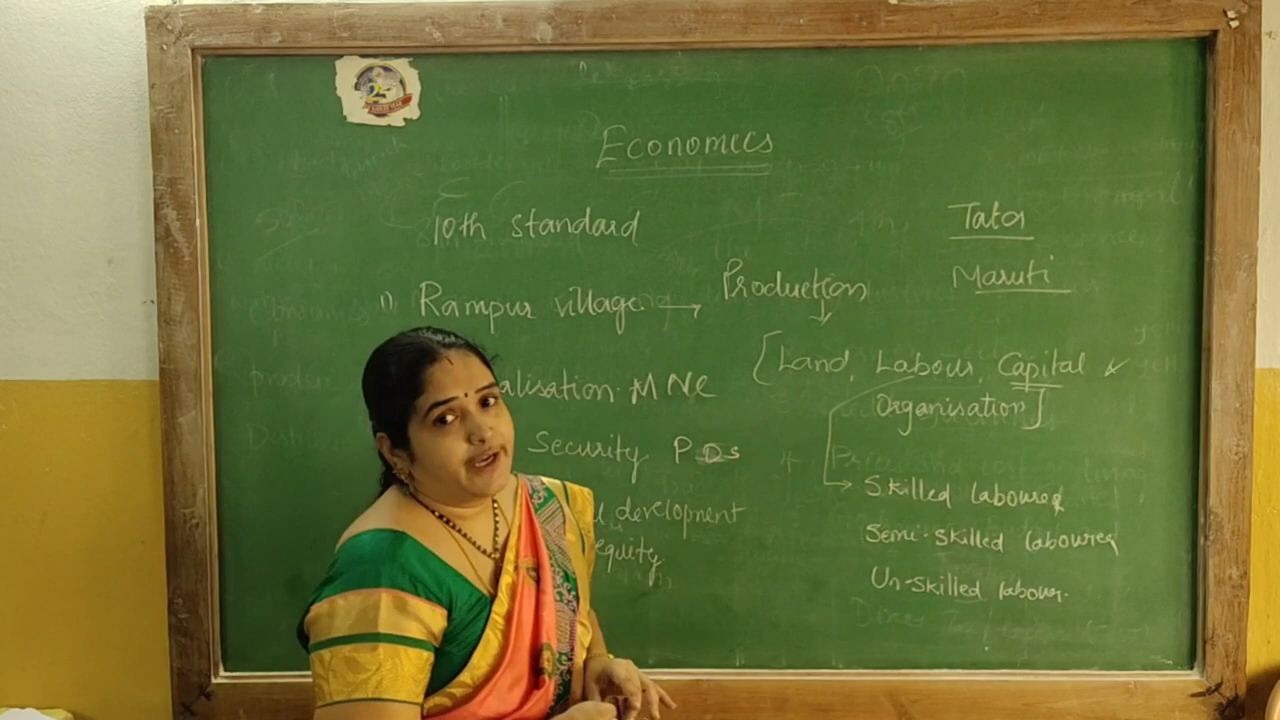 Economics
10th standard
Tata
Maruti
1) Rampur village → Production
[Land, Labour, Capital &
Organisation]
alisation. MNC
Security PDS
development
equity
Skilled labourer
Semi-skilled labourer
Un-skilled labour.